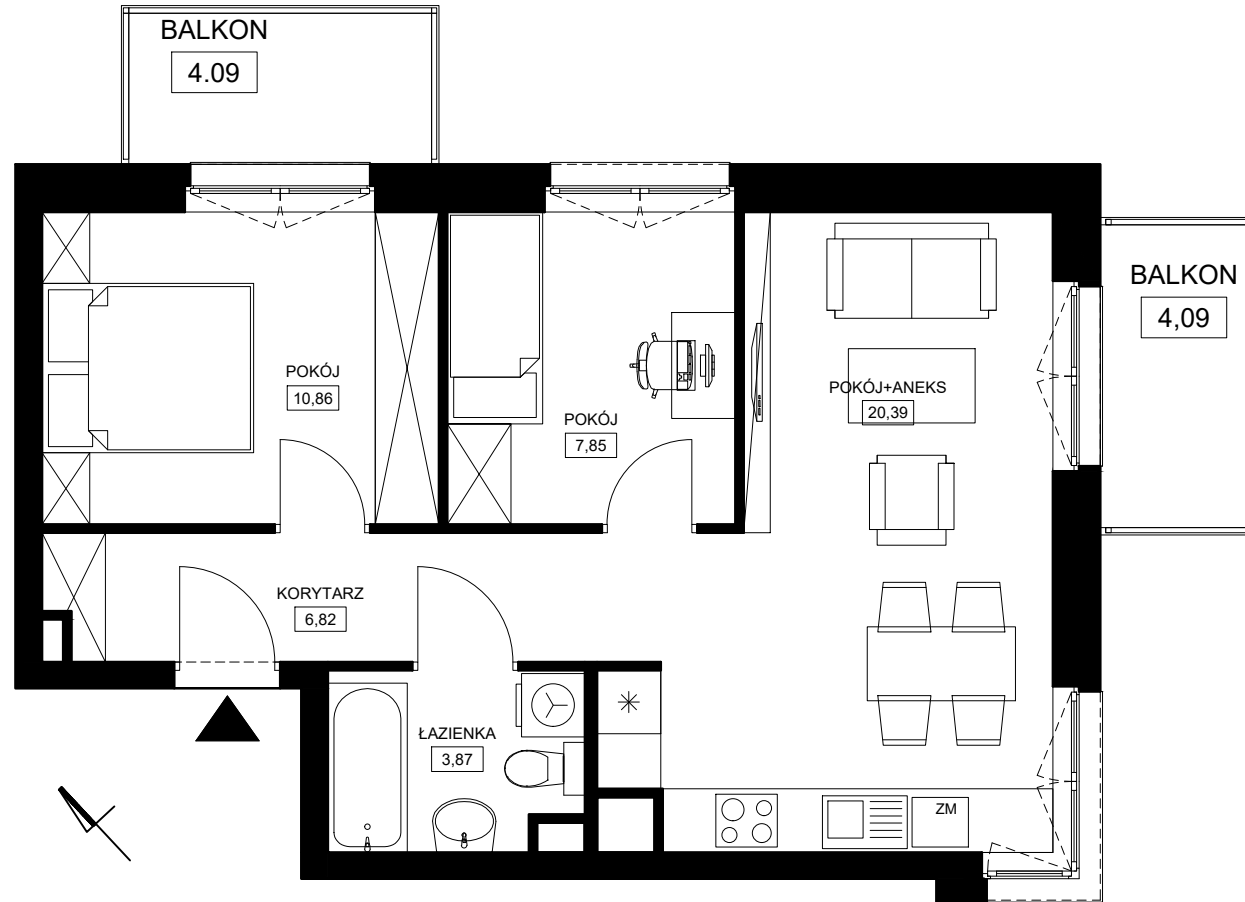 BALKON
4.09
BALKON
4,09
POKÓJ
10,86
POKÓJ
7,85
POKÓJ+ANEKS
20,39
KORYTARZ
6,82
ŁAZIENKA
3,87
ZM